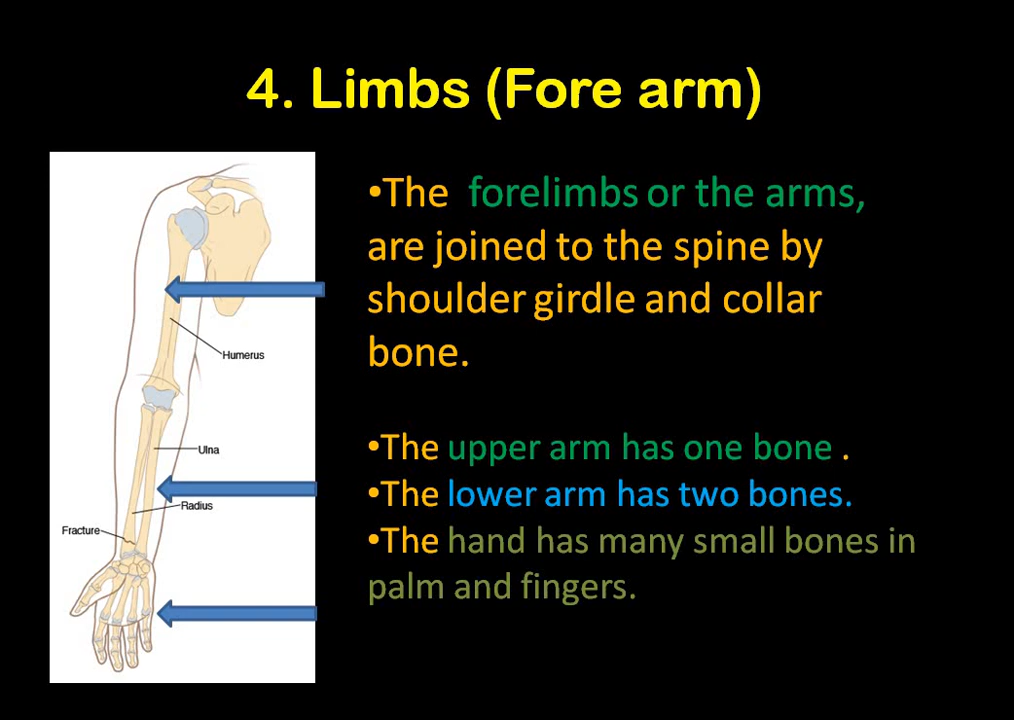 4. Limbs (Fore arm)
•The  forelimbs or the arms,
are joined to the spine by
shoulder girdle and collar
bone.
•The upper arm has one bone .
•The lower arm has two bones.
•The hand has many small bones in
palm and fingers.
Humerus
Ulna
Radius
Fracture